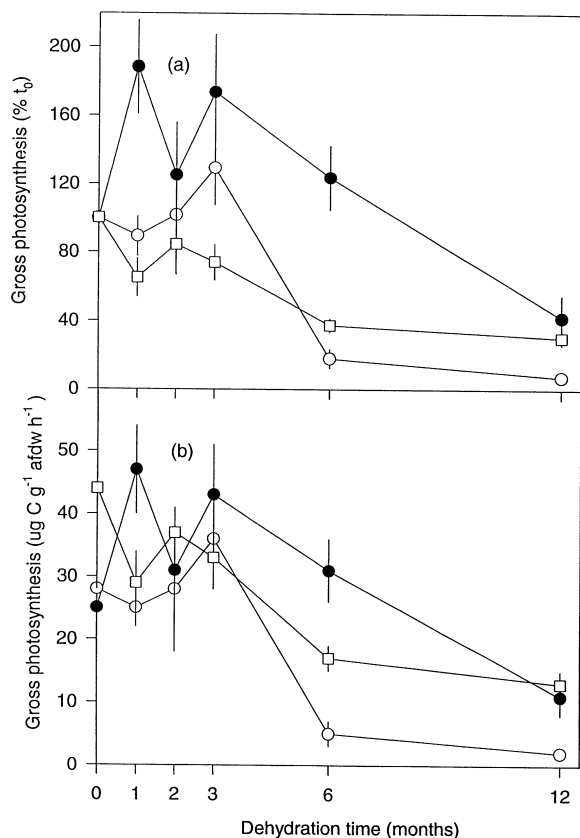 Gross photosynthesis (% t0)
200
160
120
80
40
0
(a)
Gross photosynthesis (ug C g-1 afdw h-1)
50
40
30
20
10
0
(b)
0 1 2 3 6 12
Dehydration time (months)